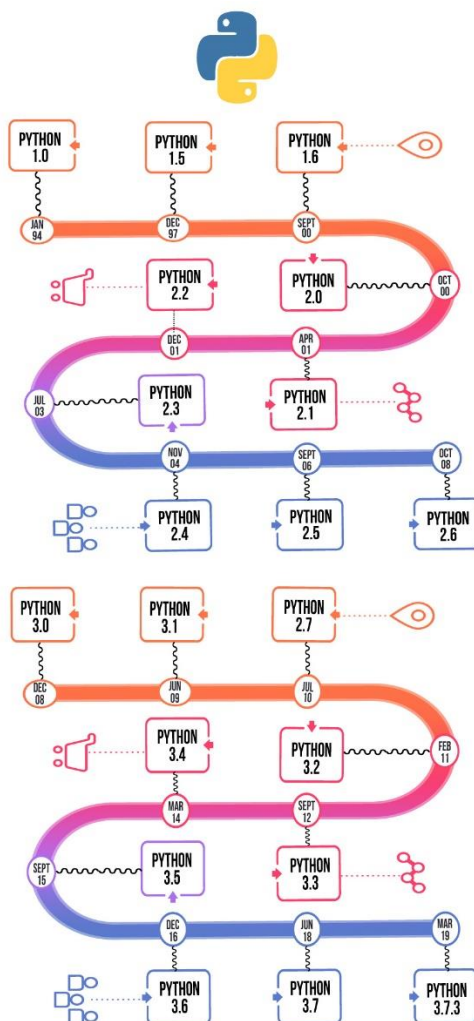 PYTHON
1.0
PYTHON
1.5
PYTHON
1.6
JAN
94
DEC
97
SEPT
00
PYTHON
2.2
PYTHON
2.0
OCT
00
DEC
01
APR
01
JUL
03
PYTHON
2.3
PYTHON
2.1
NOV
04
SEPT
06
OCT
08
PYTHON
2.4
PYTHON
2.5
PYTHON
2.6
PYTHON
3.0
PYTHON
3.1
PYTHON
2.7
DEC
08
JUN
09
JUL
10
PYTHON
3.4
PYTHON
3.2
FEB
11
MAR
14
SEPT
12
SEPT
15
PYTHON
3.5
PYTHON
3.3
DEC
16
JUN
18
MAR
19
PYTHON
3.6
PYTHON
3.7
PYTHON
3.7.3